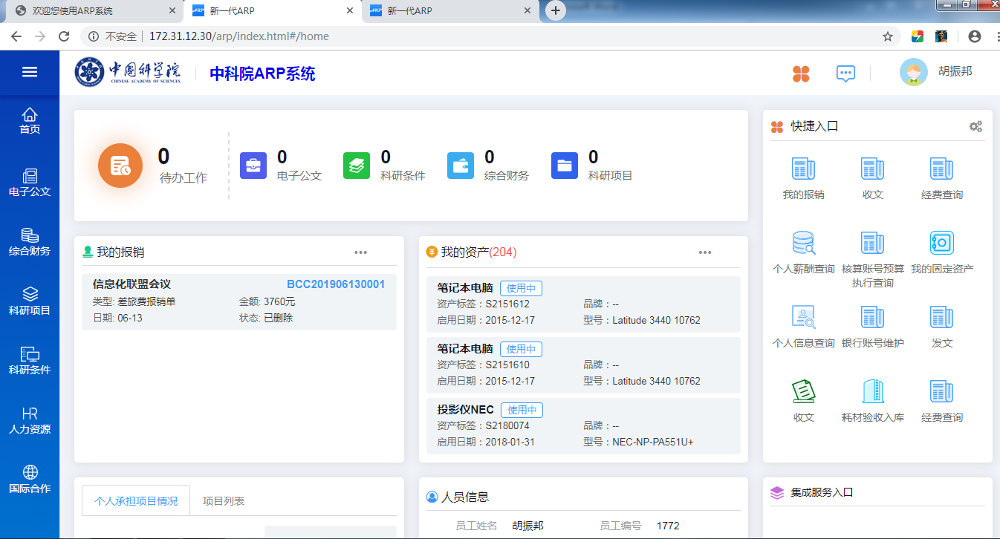 欢迎您使用ARP系统
新一代ARP
新一代ARP
不安全 172.31.12.30/arp/index.html#/home
中国科学院
CHINESE ACADEMY OF SCIENCES
中科院ARP系统
胡振邦
首页
电子公文
综合财务
科研项目
科研条件
HR
人力资源
国际合作
0
待办工作
0
电子公文
0
科研条件
0
综合财务
0
科研项目
我的报销
信息化联盟会议 BCC201906130001
类型: 差旅费报销单 金额: 3760元
日期: 06-13 状态: 已删除
我的资产(204)
笔记本电脑 使用中
资产标签：S2151612 品牌：--
启用日期：2015-12-17 型号：Latitude 3440 10762
笔记本电脑 使用中
资产标签：S2151610 品牌：--
启用日期：2015-12-17 型号：Latitude 3440 10762
投影仪NEC 使用中
资产标签：S2180074 品牌：--
启用日期：2018-01-31 型号：NEC-NP-PA551U+
快捷入口
我的报销 收文 经费查询
个人薪酬查询 核算账号预算执行查询 我的固定资产
个人信息查询 银行账号维护 发文
收文 耗材验收入库 经费查询
个人承担项目情况 项目列表
人员信息
员工姓名 胡振邦 员工编号 1772
集成服务入口